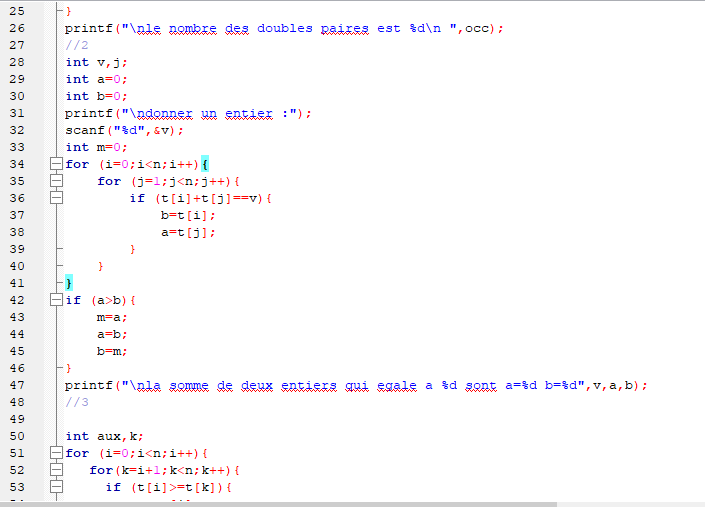 25 }
26 printf("\nle nombre des doubles paires est %d\n ",occ);
27 //2
28 int v,j;
29 int a=0;
30 int b=0;
31 printf("\ndonner un entier :");
32 scanf("%d",&v);
33 int m=0;
34 for (i=0;i<n;i++){
35 for (j=1;j<n;j++){
36 if (t[i]+t[j]==v){
37 b=t[i];
38 a=t[j];
39 }
40 }
41 }
42 if (a>b){
43 m=a;
44 a=b;
45 b=m;
46 }
47 printf("\nla somme de deux entiers qui egale a %d sont a=%d b=%d",v,a,b);
48 //3
49
50 int aux,k;
51 for (i=0;i<n;i++){
52 for(k=i+1;k<n;k++){
53 if (t[i]>=t[k]){